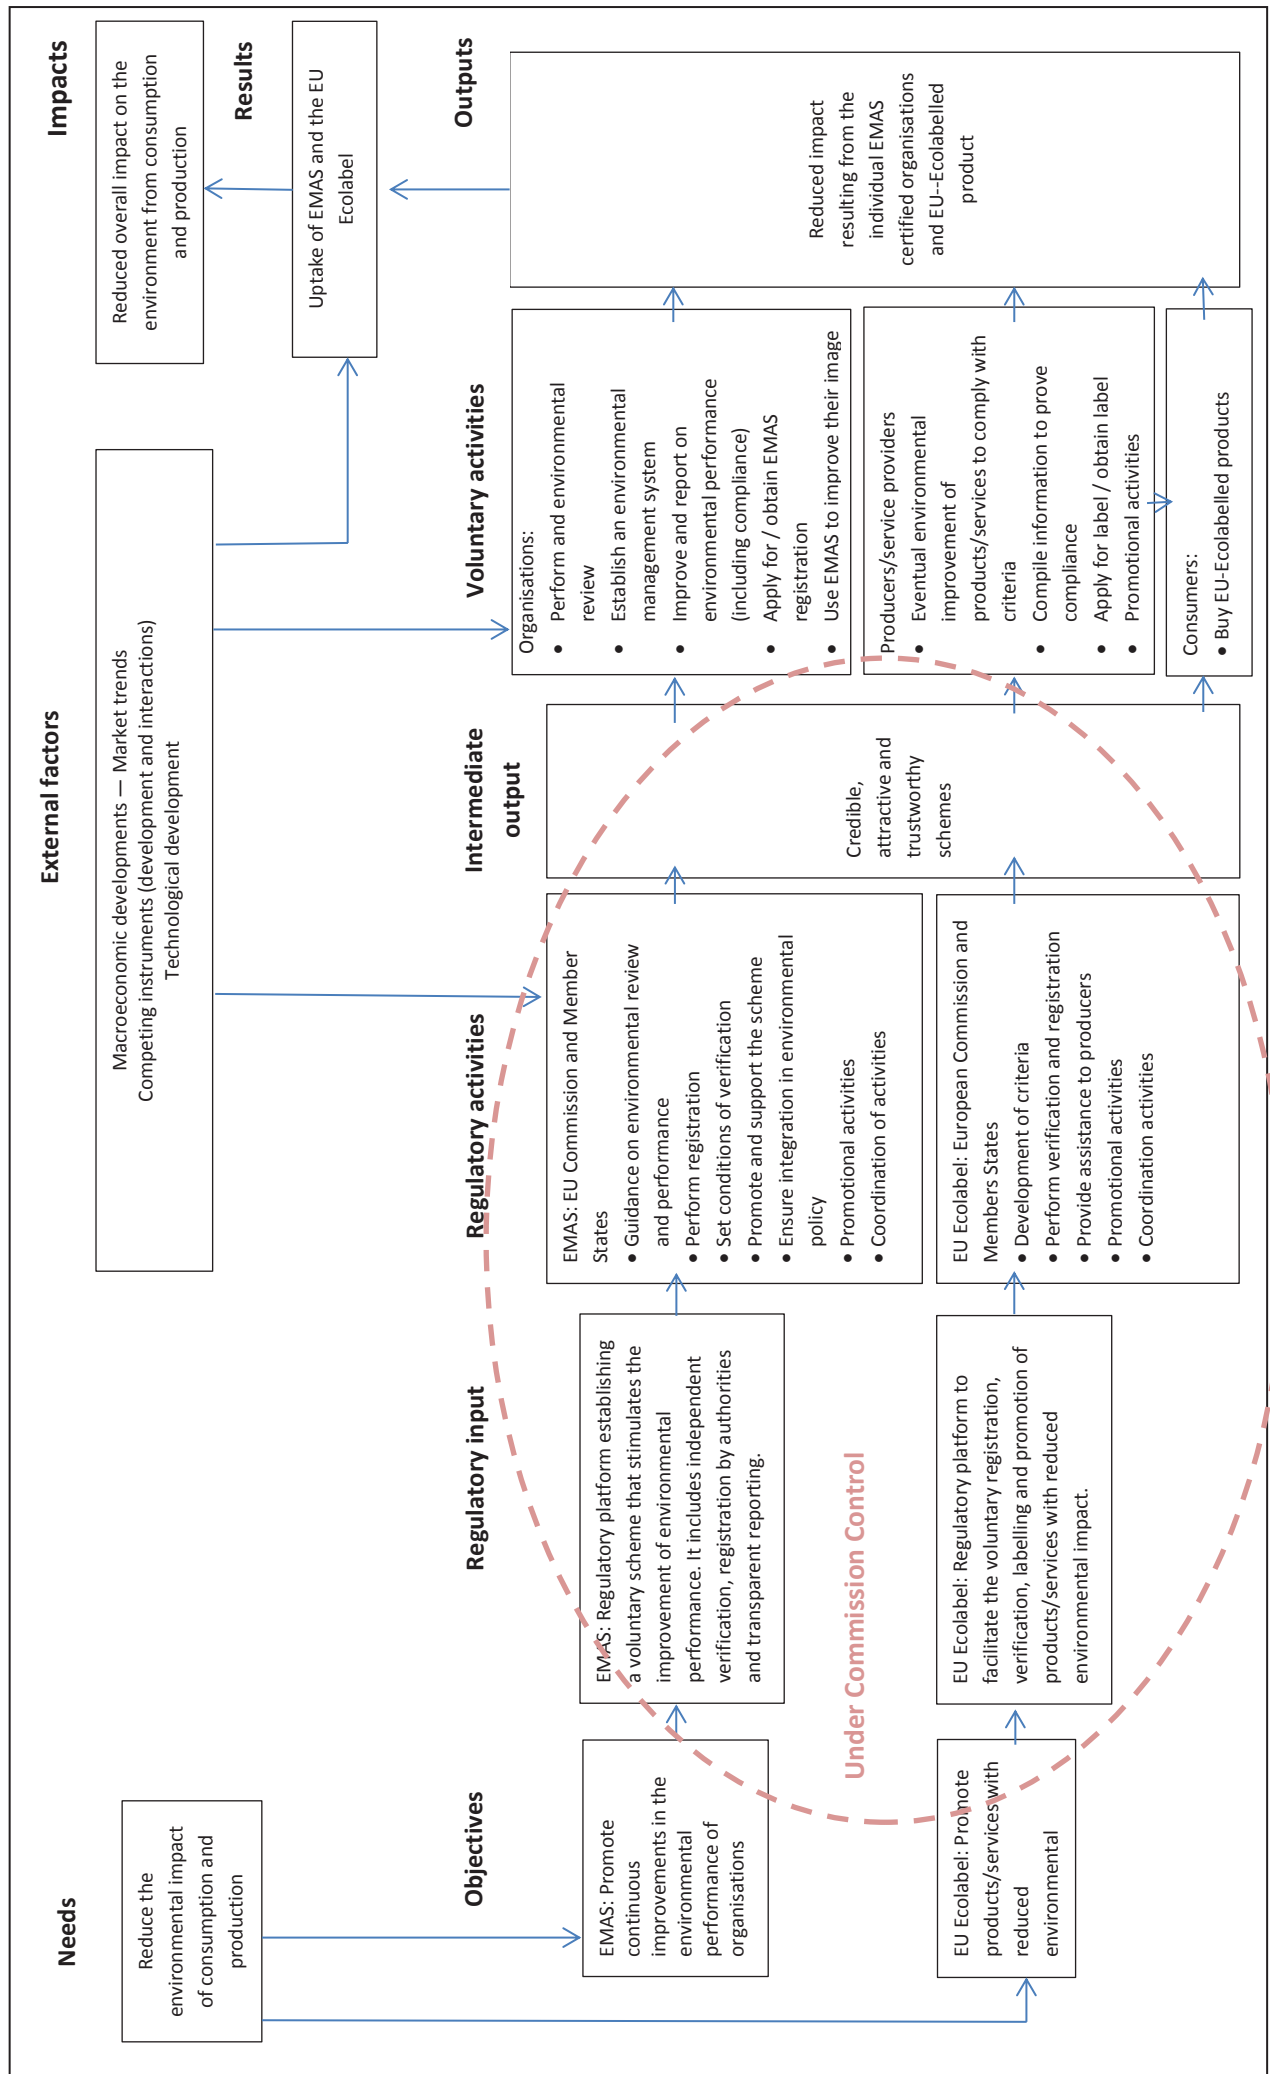 Needs
Reduce the
environmental impact
of consumption and
production
External factors
Macroeconomic developments — Market trends
Competing instruments (development and interactions)
Technological development
Impacts
Reduced overall impact on the
environment from consumption
and production
Results
Uptake of EMAS and the EU
Ecolabel
Objectives
EMAS: Promote
continuous
improvements in the
environmental
performance of
organisations
EU Ecolabel: Promote
products/services with
reduced
environmental
Regulatory input
EMAS: Regulatory platform establishing
a voluntary scheme that stimulates the
improvement of environmental
performance. It includes independent
verification, registration by authorities
and transparent reporting.
Under Commission Control
EU Ecolabel: Regulatory platform to
facilitate the voluntary registration,
verification, labelling and promotion of
products/services with reduced
environmental impact.
Regulatory activities
EMAS: EU Commission and Member
States
• Guidance on environmental review
and performance
• Perform registration
• Set conditions of verification
• Promote and support the scheme
• Ensure integration in environmental
policy
• Promotional activities
• Coordination of activities
EU Ecolabel: European Commission and
Members States
• Development of criteria
• Perform verification and registration
• Provide assistance to producers
• Promotional activities
• Coordination activities
Intermediate
output
Credible,
attractive and
trustworthy
schemes
Voluntary activities
Organisations:
• Perform and environmental
review
• Establish an environmental
management system
• Improve and report on
environmental performance
(including compliance)
• Apply for / obtain EMAS
registration
• Use EMAS to improve their image
Producers/service providers
• Eventual environmental
improvement of
products/services to comply with
criteria
• Compile information to prove
compliance
• Apply for label / obtain label
• Promotional activities
Consumers:
• Buy EU-Ecolabelled products
Outputs
Reduced impact
resulting from the
individual EMAS
certified organisations
and EU--Ecolabelled
product